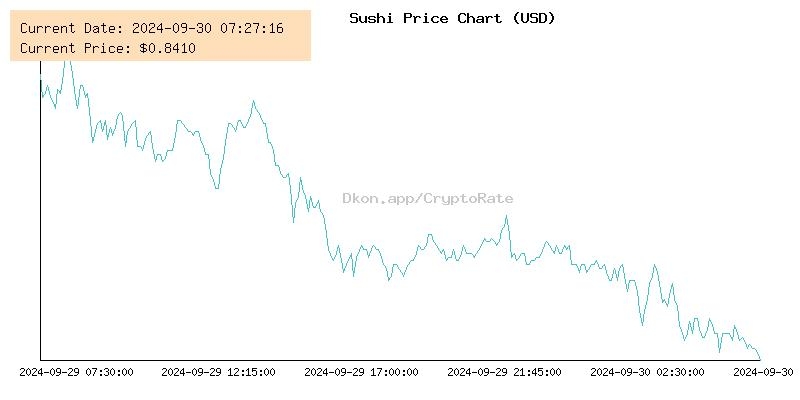 Sushi Price Chart (USD)
Current Date: 2024-09-30 07:27:16
Current Price: $0.8410
Dkon.app/CryptoRate
2024-09-29 07:30:00 2024-09-29 12:15:00 2024-09-29 17:00:00 2024-09-29 21:45:00 2024-09-30 02:30:00 2024-09-30